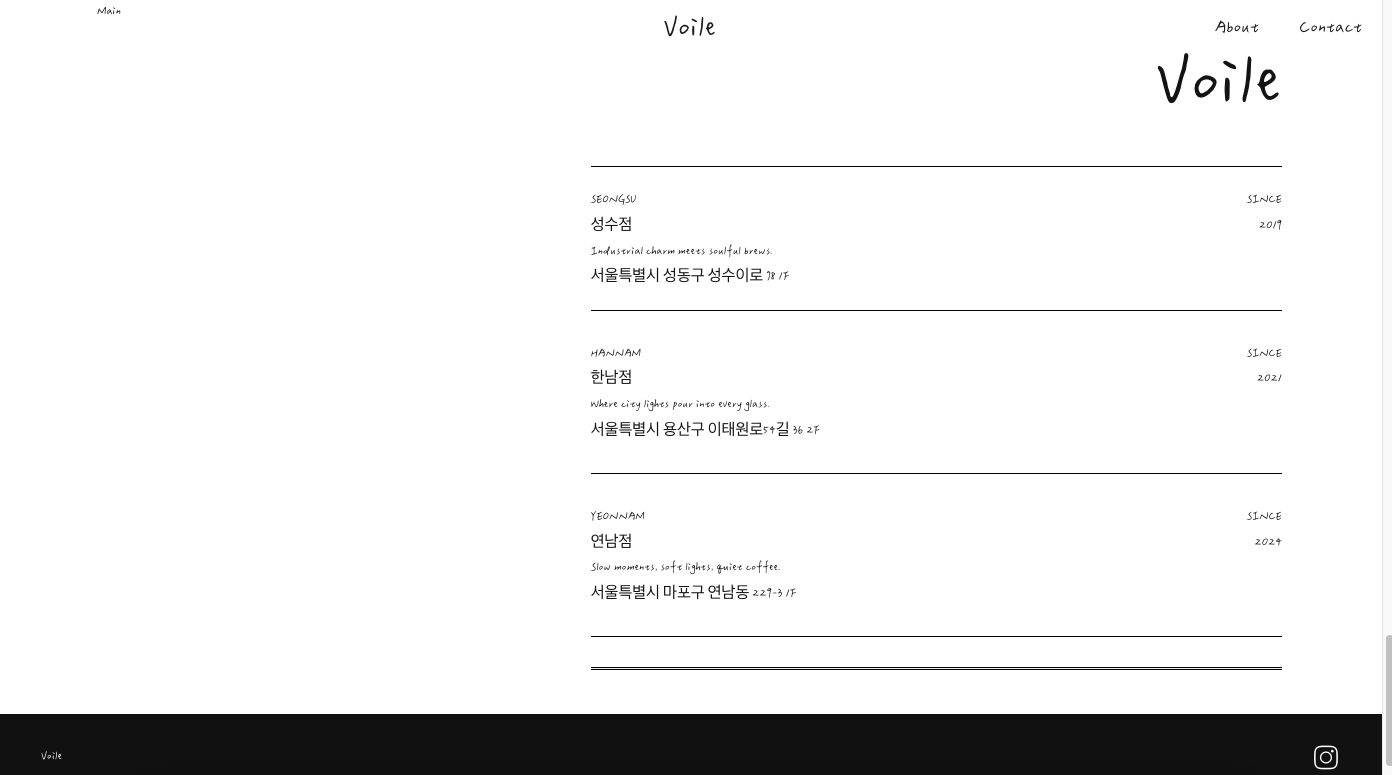 Main
Voile
About
Contact
Voile
SEONGSU
SINCE
성수점
2019
Industrial charm meets soulful brews.
서울특별시 성동구 성수이로 78 1F
HANNAM
SINCE
한남점
2021
Where city lights pour into every glass.
서울특별시 용산구 이태원로54길 36 2F
YEONNAM
SINCE
연남점
2024
Slow moments, soft lights, quiet coffee.
서울특별시 마포구 연남동 229-3 1F
Voile